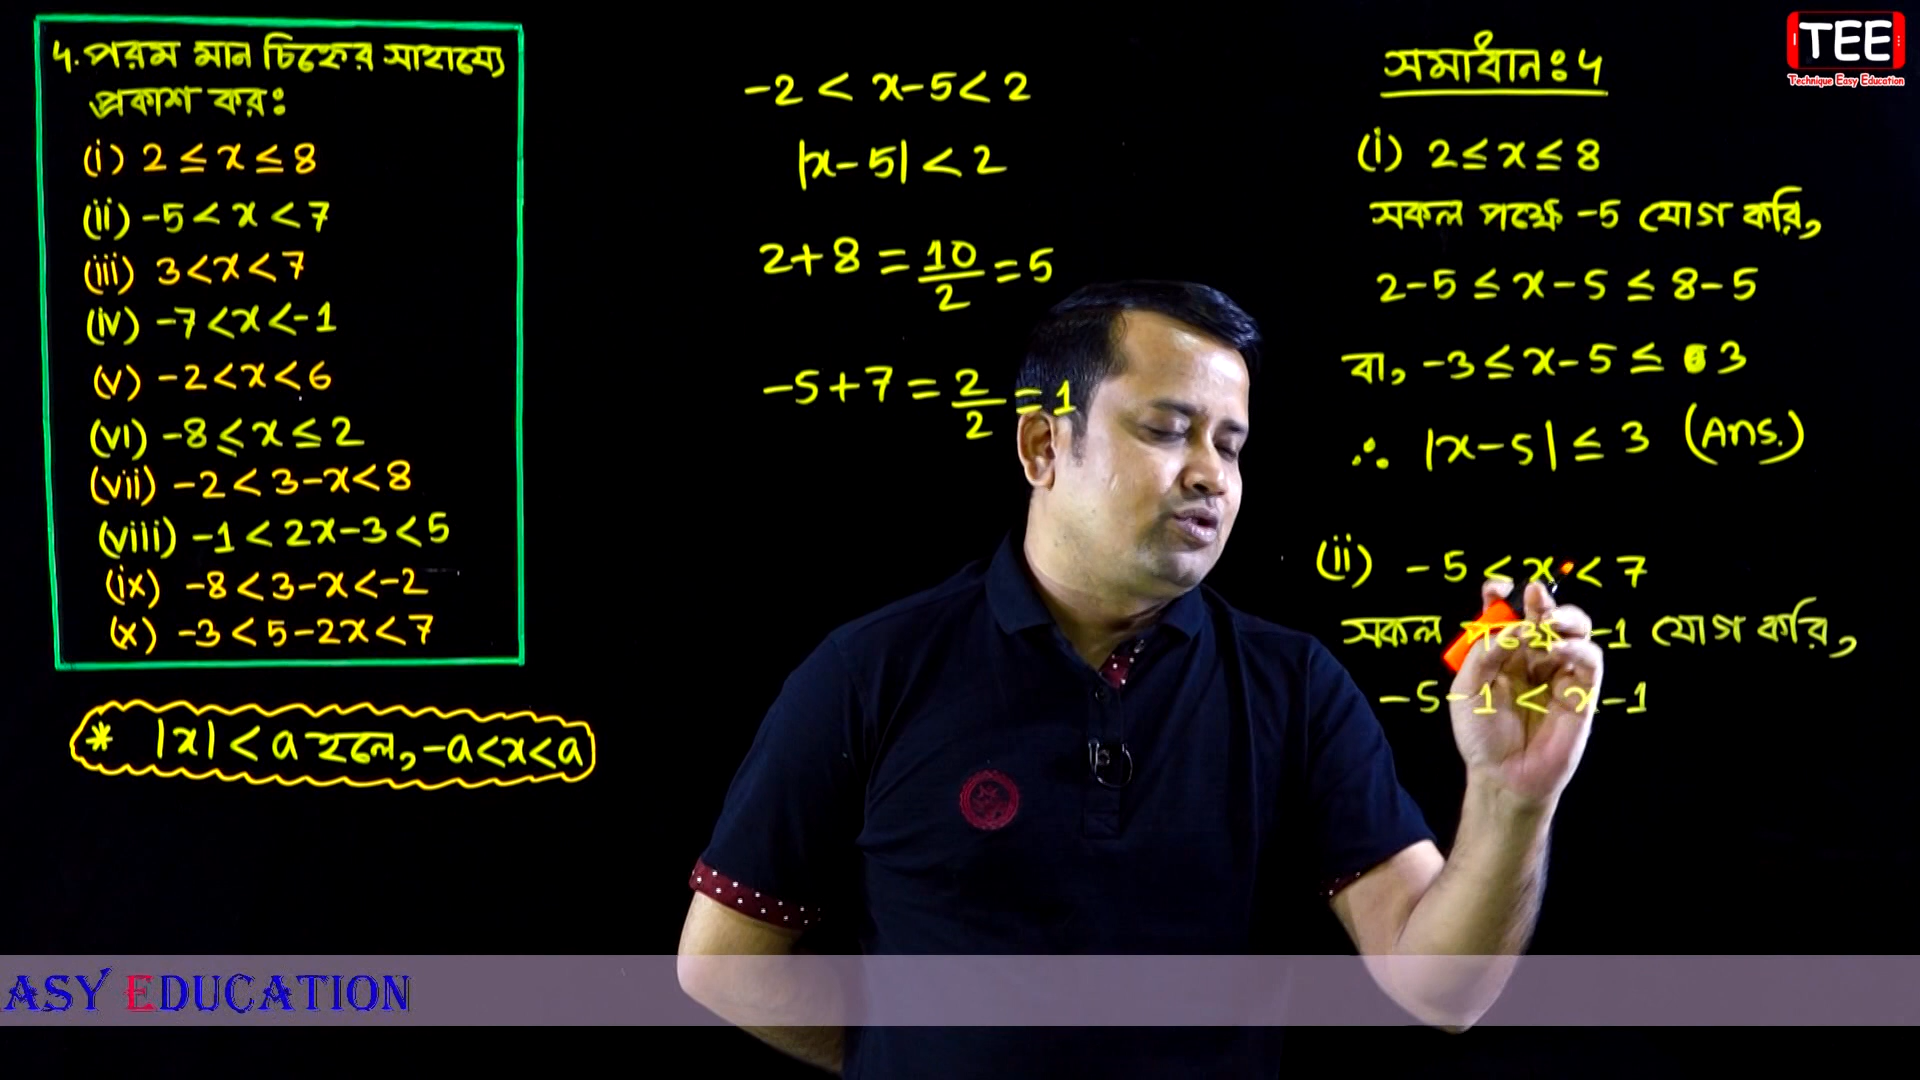 ৭. পরম মান চিহ্নের সাহায্যে
প্রকাশ কর:
(i) 2 ≤ x ≤ 8
(ii) -5 < x < 7
(iii) 3 < x < 7
(iv) -7 < x < -1
(v) -2 < x < 6
(vi) -8 ≤ x ≤ 2
(vii) -2 < 3-x < 8
(viii) -1 < 2x-3 < 5
(ix) -8 < 3-x < -2
(x) -3 < 5-2x < 7
* |x| < a হলে, -a < x < a
-2 < x-5 < 2
|x-5| < 2
2+8 = 10/2 = 5
-5+7 = 2/2 = 1
সমাধান: ৭
(i) 2 ≤ x ≤ 8
সকল পক্ষে -5 যোগ করি,
2-5 ≤ x-5 ≤ 8-5
বা, -3 ≤ x-5 ≤ 3
∴ |x-5| ≤ 3 (Ans.)
(ii) -5 < x < 7
সকল পক্ষে -1 যোগ করি,
-5-1 < x-1
TEE
Technique Easy Education
ASY EDUCATION